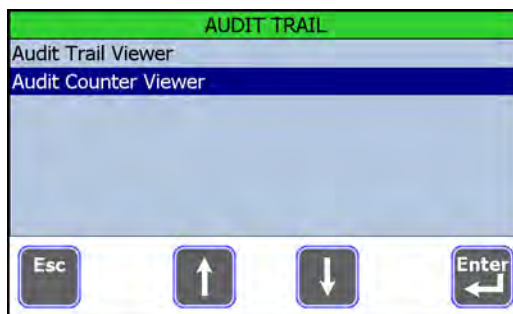 AUDIT TRAIL
Audit Trail Viewer
Audit Counter Viewer
Esc
Enter